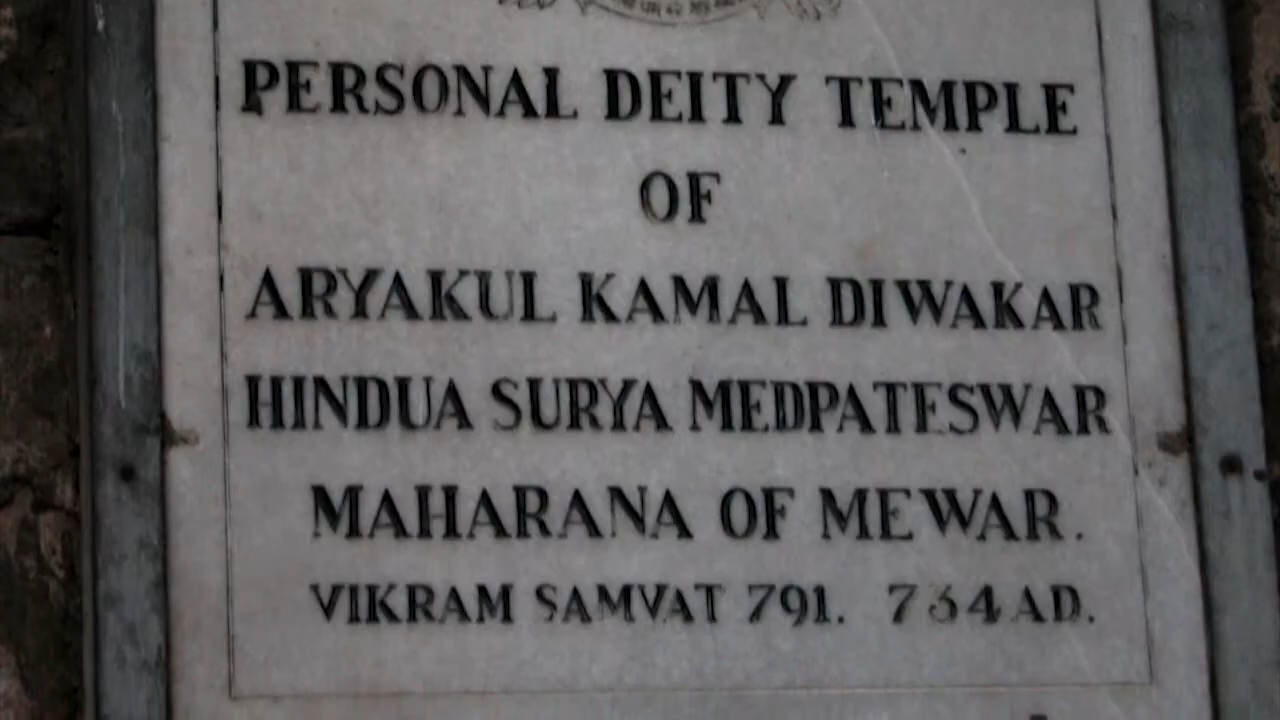 PERSONAL DEITY TEMPLE
OF
ARYAKUL KAMAL DIWAKAR
HINDUA SURYA MEDPATESWAR
MAHARANA OF MEWAR.
VIKRAM SAMVAT 791. 734 AD.